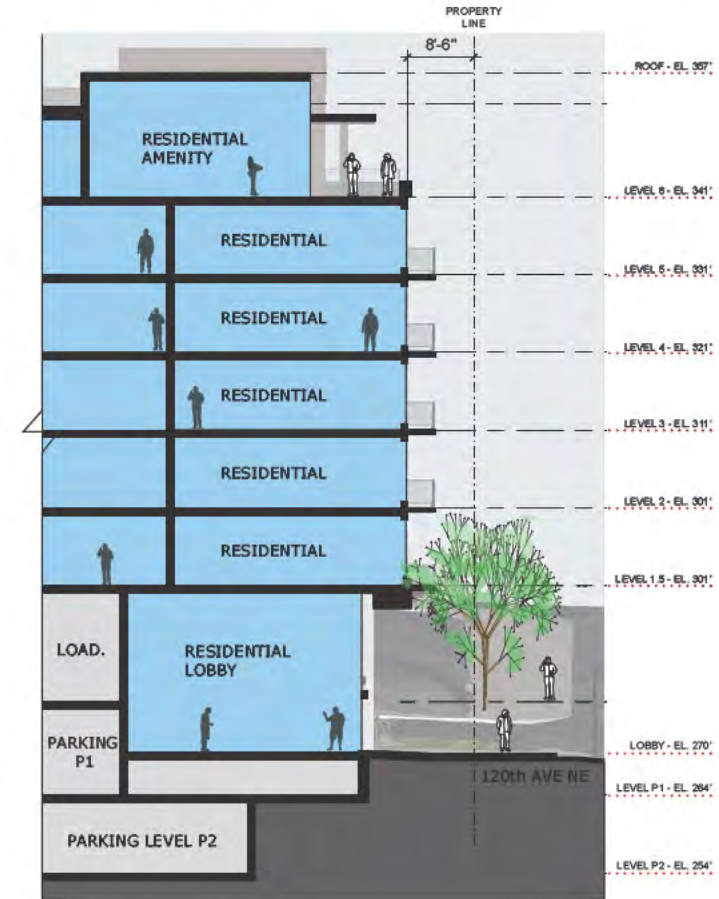 PROPERTY
LINE
8'-6"
ROOF - EL. 367'
RESIDENTIAL
AMENITY
LEVEL 6 - EL. 341'
RESIDENTIAL
LEVEL 5 - EL. 331'
RESIDENTIAL
LEVEL 4 - EL. 321'
RESIDENTIAL
LEVEL 3 - EL. 311'
RESIDENTIAL
LEVEL 2 - EL. 301'
RESIDENTIAL
LEVEL 1.5 - EL. 301'
LOAD.
RESIDENTIAL
LOBBY
PARKING
P1
LOBBY - EL. 270'
120th AVE NE
LEVEL P1 - EL. 264'
PARKING LEVEL P2
LEVEL P2 - EL. 254'